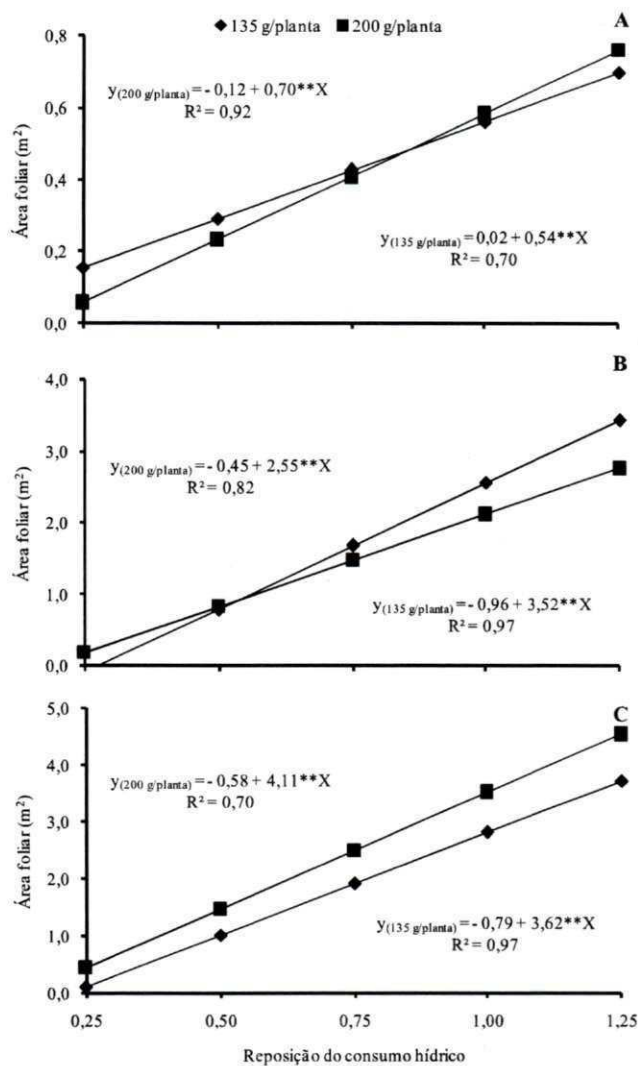 A
135 g/planta 200 g/planta
0,8
0,6
0,4
0,2
0,0
Área foliar (m²)
y(200 g/planta) = - 0,12 + 0,70**X
R² = 0,92
y(135 g/planta) = 0,02 + 0,54**X
R² = 0,70
B
4,0
3,0
2,0
1,0
0,0
Área foliar (m²)
y(200 g/planta) = - 0,45 + 2,55**X
R² = 0,82
y(135 g/planta) = -0,96 + 3,52**X
R² = 0,97
C
5,0
4,0
3,0
2,0
1,0
0,0
Área foliar (m²)
y(200 g/planta) = - 0,58 + 4,11**X
R² = 0,70
y(135 g/planta) = -0,79 + 3,62**X
R² = 0,97
0,25 0,50 0,75 1,00 1,25
Reposição do consumo hídrico